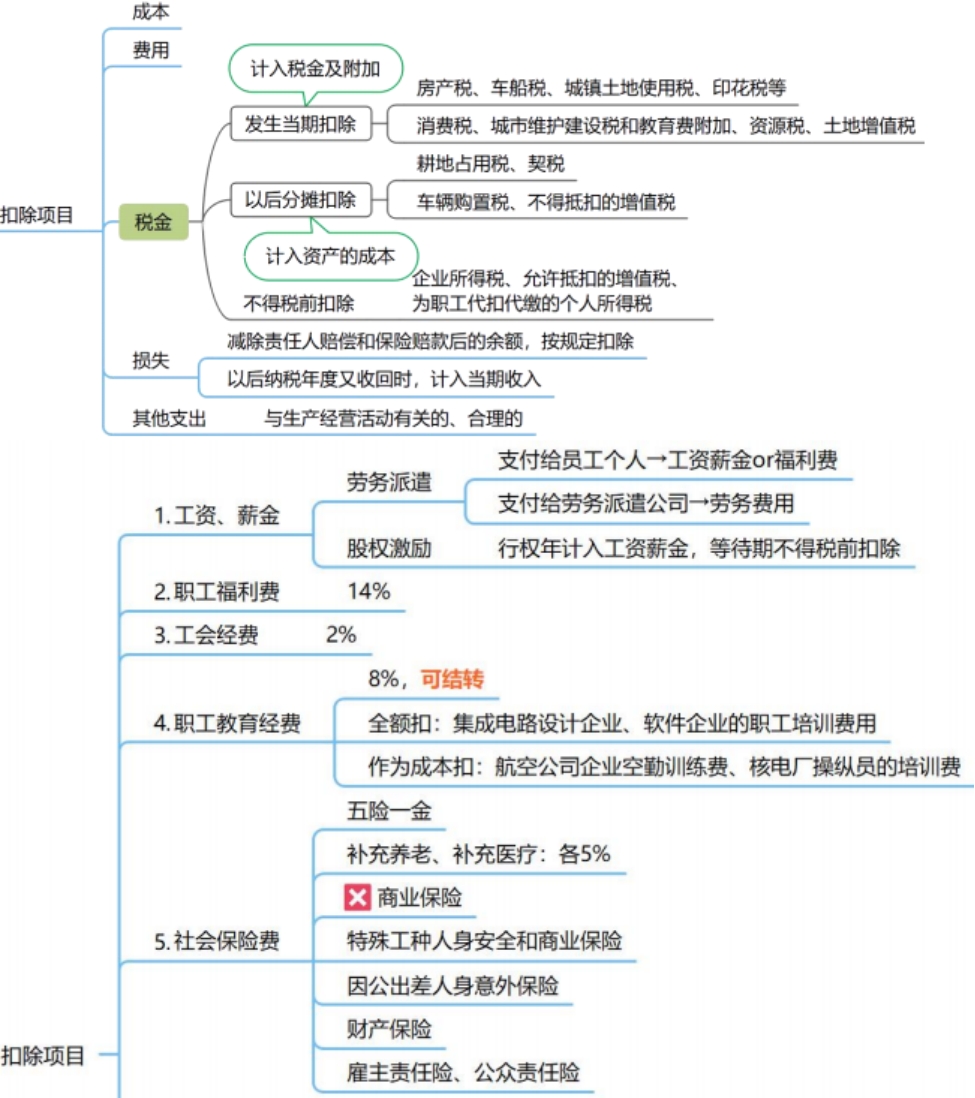 成本
费用
计入税金及附加
房产税、车船税、城镇土地使用税、印花税等
发生当期扣除
消费税、城市维护建设税和教育费附加、资源税、土地增值税
耕地占用税、契税
以后分摊扣除
车辆购置税、不得抵扣的增值税
扣除项目
税金
计入资产的成本
企业所得税、允许抵扣的增值税、
不得税前扣除
为职工代扣代缴的个人所得税
减除责任人赔偿和保险赔款后的余额，按规定扣除
损失
以后纳税年度又收回时，计入当期收入
其他支出
与生产经营活动有关的、合理的
支付给员工个人→工资薪金or福利费
劳务派遣
支付给劳务派遣公司→劳务费用
1.工资、薪金
股权激励
行权年计入工资薪金，等待期不得税前扣除
2.职工福利费
14%
3.工会经费
2%
8%，可结转
4.职工教育经费
全额扣：集成电路设计企业、软件企业的职工培训费用
作为成本扣：航空公司企业空勤训练费、核电厂操纵员的培训费
五险一金
补充养老、补充医疗：各5%
商业保险
5.社会保险费
特殊工种人身安全和商业保险
因公出差人身意外保险
财产保险
扣除项目
雇主责任险、公众责任险